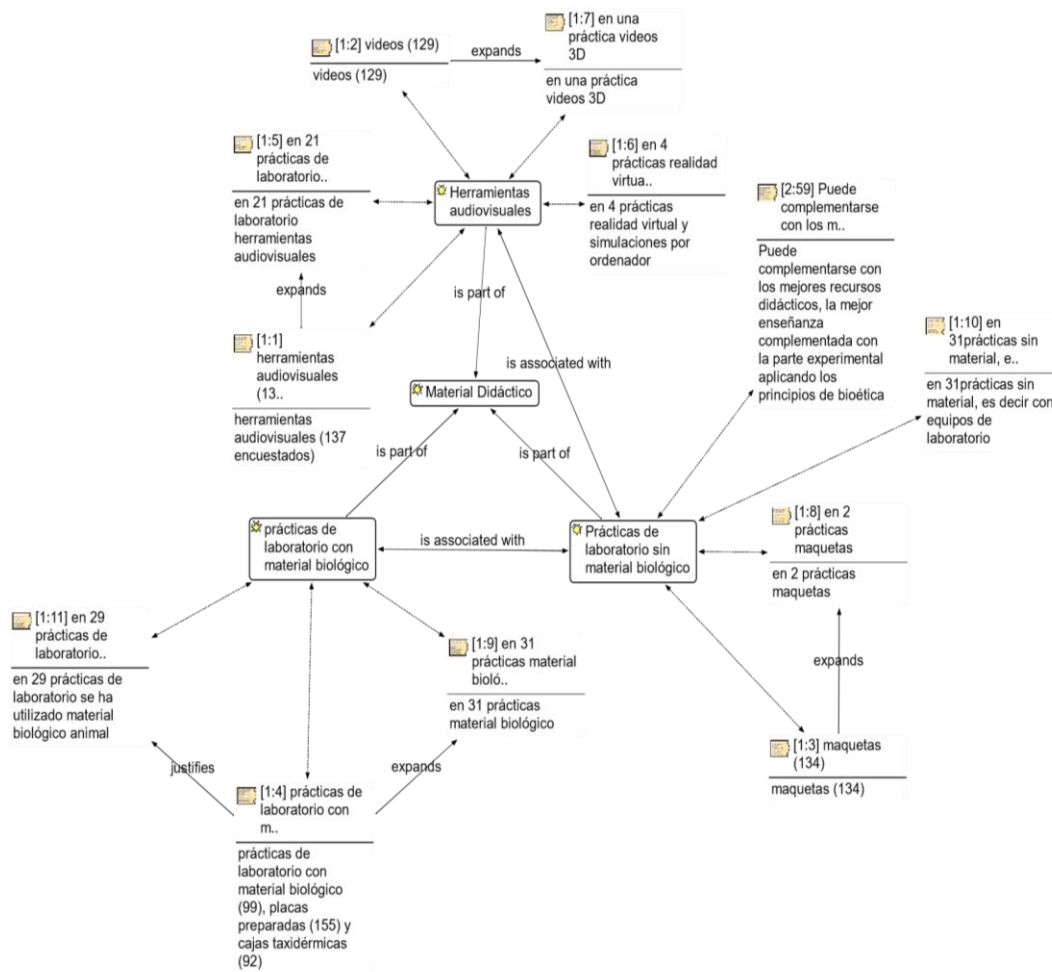 [1:2] videos (129)
videos (129)
expands
[1:7] en una
práctica videos
3D
en una práctica
videos 3D
[1:5] en 21
prácticas de
laboratorio..
en 21 prácticas de
laboratorio
herramientas
audiovisuales
Herramientas
audiovisuales
[1:6] en 4
prácticas realidad
virtua..
en 4 prácticas
realidad virtual y
simulaciones por
ordenador
[2:59] Puede
complementarse
con los m..
Puede
complementarse con
los mejores recursos
didácticos, la mejor
enseñanza
complementada con
la parte experimental
aplicando los
principios de bioética
expands
is part of
is associated with
[1:1]
herramientas
audiovisuales
(13..
herramientas
audiovisuales (137
encuestados)
[1:10] en
31prácticas sin
material, e..
en 31prácticas sin
material, es decir con
equipos de
laboratorio
Material Didáctico
is part of
is part of
prácticas de
laboratorio con
material biológico
is associated with
Prácticas de
laboratorio sin
material biológico
[1:8] en 2
prácticas
maquetas
en 2 prácticas
maquetas
[1:11] en 29
prácticas de
laboratorio..
en 29 prácticas de
laboratorio se ha
utilizado material
biológico animal
[1:9] en 31
prácticas material
bioló..
en 31 prácticas
material biológico
expands
[1:3] maquetas
(134)
maquetas (134)
justifies
expands
[1:4] prácticas de
laboratorio con
m..
prácticas de
laboratorio con
material biológico
(99), placas
preparadas (155) y
cajas taxidérmicas
(92)